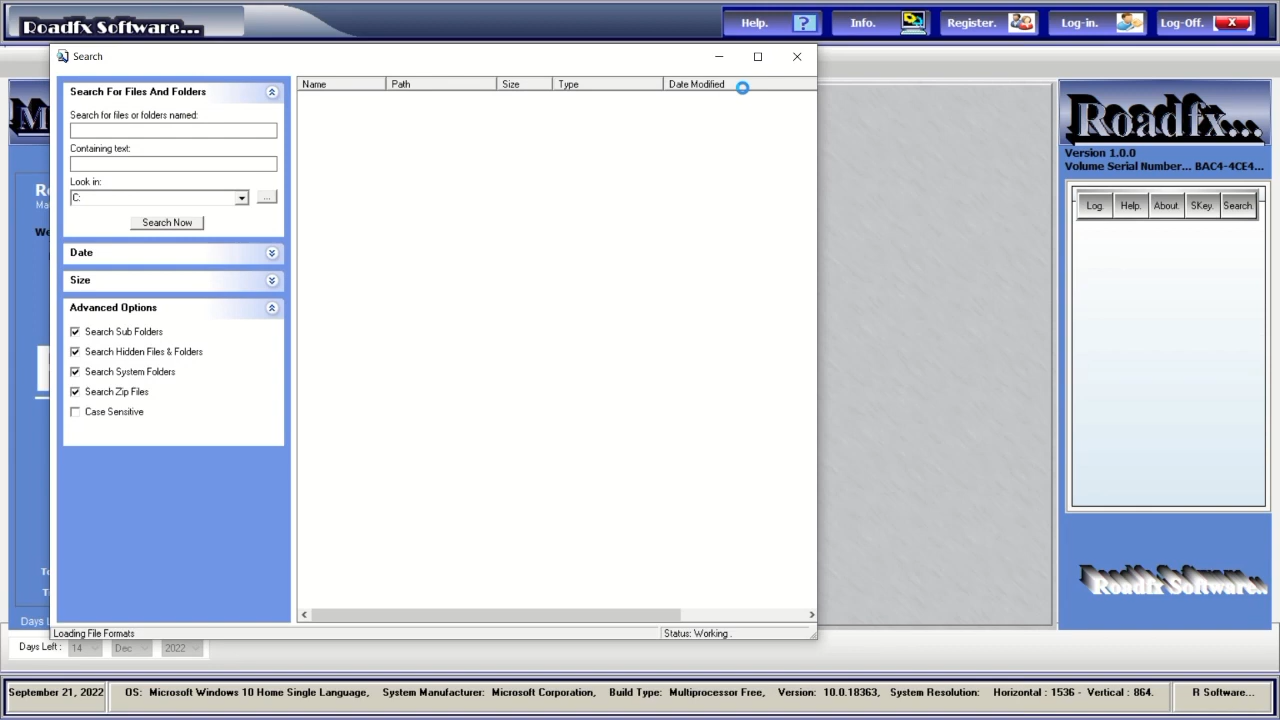 Roadfx Software...
Help.
Info.
Register.
Log-in.
Log-Off.
X
Search
Search For Files And Folders
Search for files or folders named:
Containing text:
Look in:
C:
...
Search Now
Date
Size
Advanced Options
Search Sub Folders
Search Hidden Files & Folders
Search System Folders
Search Zip Files
Case Sensitive
Name
Path
Size
Type
Date Modified
Loading File Formats
Status: Working .
Roadfx...
Version 1.0.0
Volume Serial Number... BAC4-4CE4...
Log.
Help.
About.
SKey.
Search.
Roadfx Software..
Days L
Days Left :
14
Dec
2022
September 21, 2022
OS: Microsoft Windows 10 Home Single Language, System Manufacturer: Microsoft Corporation, Build Type: Multiprocessor Free, Version: 10.0.18363, System Resolution: Horizontal : 1536 - Vertical : 864.
R Software...